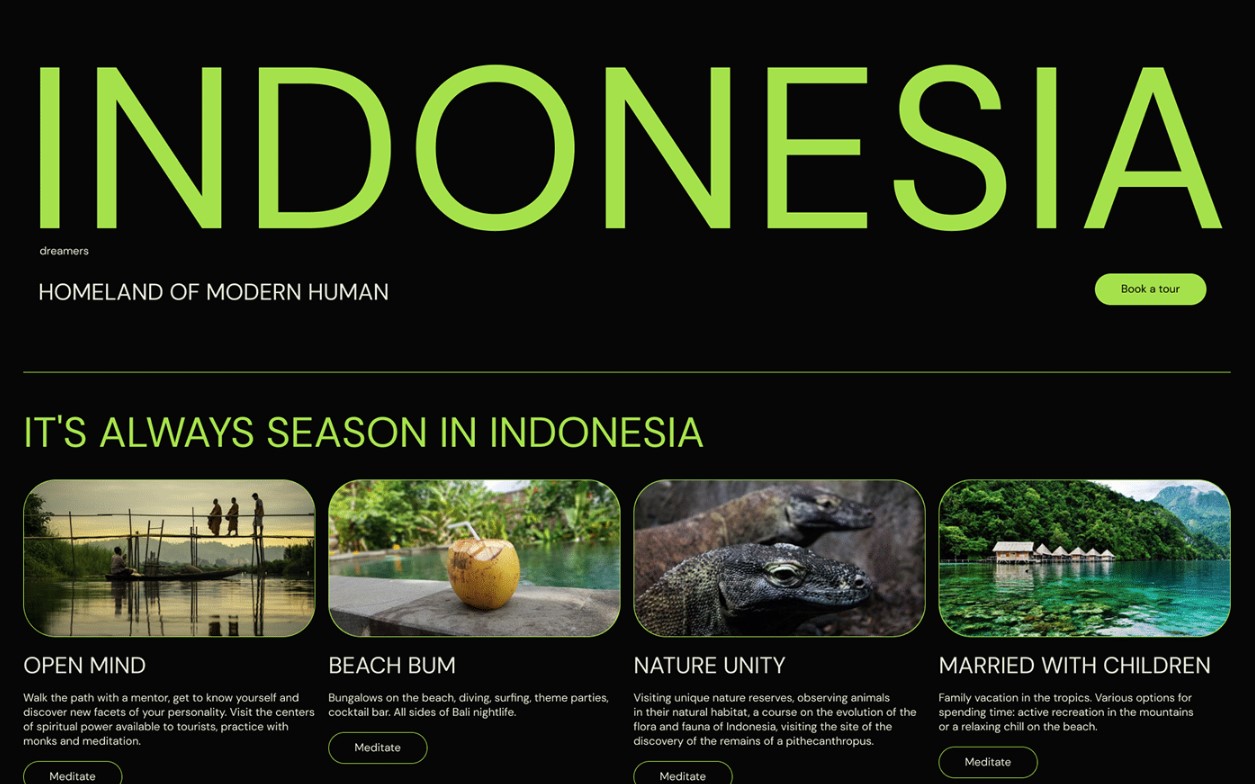 INDONESIA
dreamers
HOMELAND OF MODERN HUMAN
Book a tour
IT'S ALWAYS SEASON IN INDONESIA
OPEN MIND
Walk the path with a mentor, get to know yourself and
discover new facets of your personality. Visit the centers
of spiritual power available to tourists, practice with
monks and meditation.
Meditate
BEACH BUM
Bungalows on the beach, diving, surfing, theme parties,
cocktail bar. All sides of Bali nightlife.
Meditate
NATURE UNITY
Visiting unique nature reserves, observing animals
in their natural habitat, a course on the evolution of the
flora and fauna of Indonesia, visiting the site of the
discovery of the remains of a pithecanthropus.
Meditate
MARRIED WITH CHILDREN
Family vacation in the tropics. Various options for
spending time: active recreation in the mountains
or a relaxing chill on the beach.
Meditate